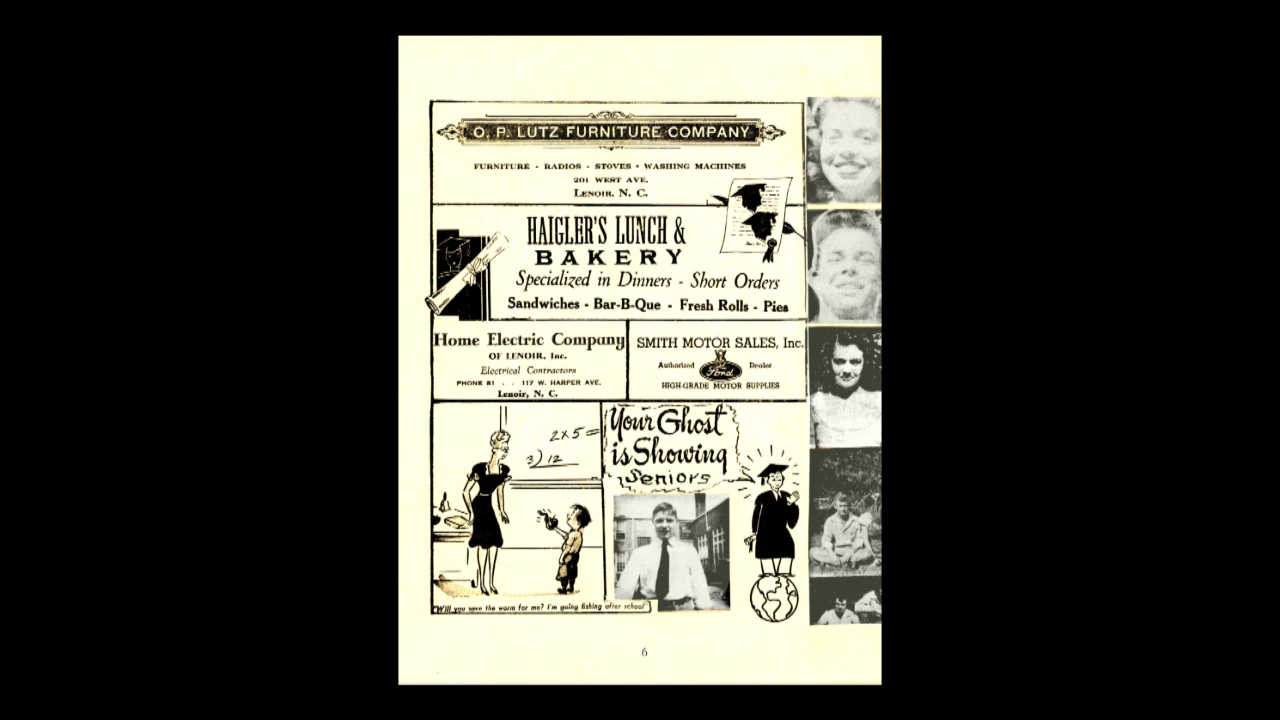 O. P. LUTZ FURNITURE COMPANY
FURNITURE - RADIOS - STOVES - WASHING MACHINES
201 WEST AVE.
LENOIR, N. C.
HAIGLER'S LUNCH &
BAKERY
Specialized in Dinners - Short Orders
Sandwiches - Bar-B-Que - Fresh Rolls - Pies
Home Electric Company
OF LENOIR, Inc.
Electrical Contractors
PHONE 81 . . 117 W. HARPER AVE.
Lenoir, N. C.
SMITH MOTOR SALES, Inc.
Authorized Ford Dealer
HIGH-GRADE MOTOR SUPPLIES
2x5=
3)12
"Will you save the worm for me? I'm going fishing after school"
Your Ghost
is Showing
Seniors
6